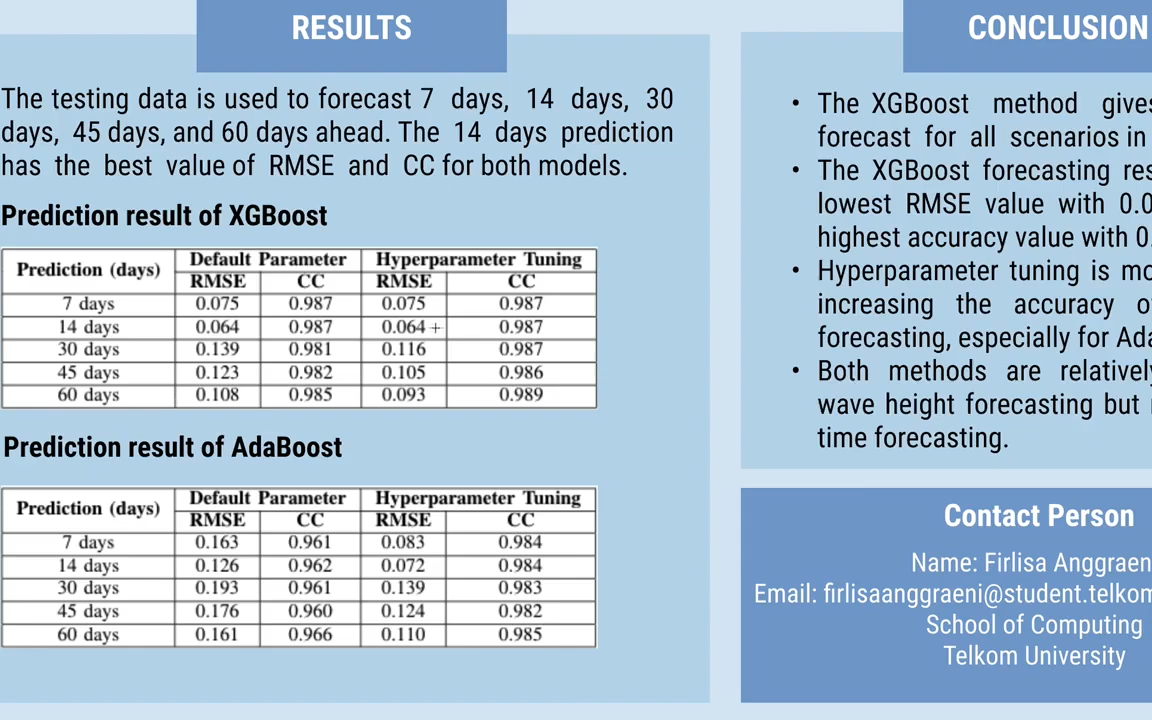 RESULTS
The testing data is used to forecast 7 days, 14 days, 30
days, 45 days, and 60 days ahead. The 14 days prediction
has the best value of RMSE and CC for both models.
Prediction result of XGBoost
Prediction (days) Default Parameter Hyperparameter Tuning
RMSE CC RMSE CC
7 days 0.075 0.987 0.075 0.987
14 days 0.064 0.987 0.064 + 0.987
30 days 0.139 0.981 0.116 0.987
45 days 0.123 0.982 0.105 0.986
60 days 0.108 0.985 0.093 0.989
Prediction result of AdaBoost
Prediction (days) Default Parameter Hyperparameter Tuning
RMSE CC RMSE CC
7 days 0.163 0.961 0.083 0.984
14 days 0.126 0.962 0.072 0.984
30 days 0.193 0.961 0.139 0.983
45 days 0.176 0.960 0.124 0.982
60 days 0.161 0.966 0.110 0.985
CONCLUSION
• The XGBoost method gives
forecast for all scenarios in
• The XGBoost forecasting
lowest RMSE value with
highest accuracy value with
• Hyperparameter tuning is
increasing the accuracy
forecasting, especially for
• Both methods are relatively
wave height forecasting but
time forecasting.
Contact Person
Name: Firlisa Anggraen
Email: firlisaanggraeni@student.telkom
School of Computing
Telkom University